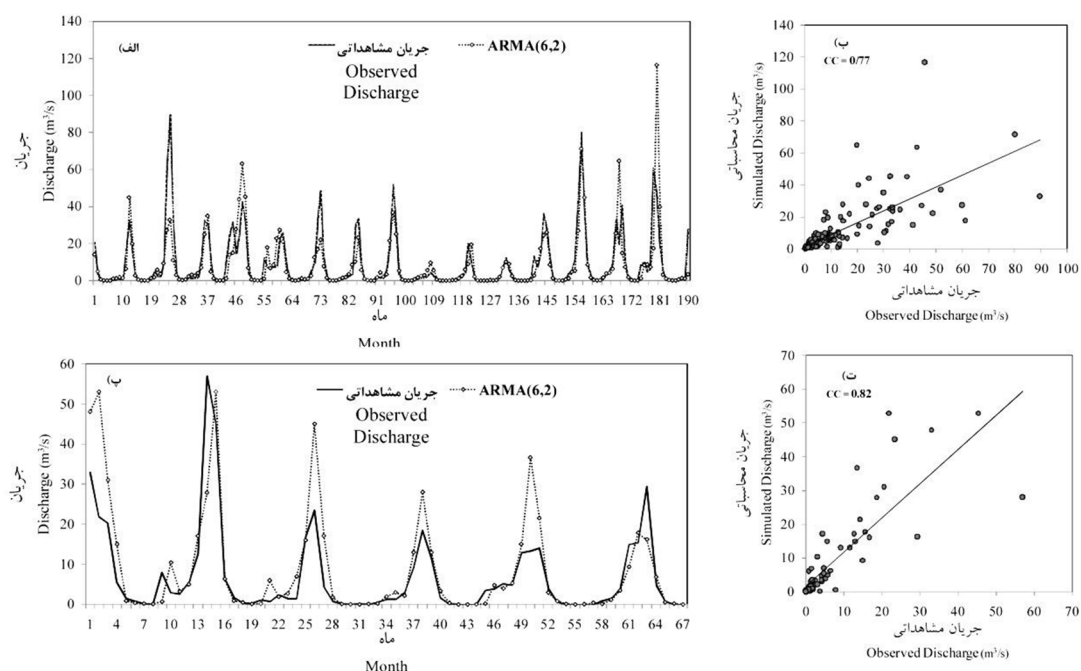 140
120
100
80
60
40
20
0
جریان
Discharge (m³/s)
الف)
جریان مشاهداتی
Observed
Discharge
ARMA(6,2)
1 10 19 28 37 46 55 64 73 82 91 100 109 118 127 136 145 154 163 172 181 190
ماه
Month
140
120
100
80
60
40
20
0
جریان محاسباتی
Simulated Discharge (m³/s)
ب)
CC = 0/77
0 10 20 30 40 50 60 70 80 90 100
جریان مشاهداتی
Observed Discharge (m³/s)
60
50
40
30
20
10
0
جریان
Discharge (m³/s)
پ)
جریان مشاهداتی
Observed
Discharge
ARMA(6,2)
1 4 7 10 13 16 19 22 25 28 31 34 37 40 43 46 49 52 55 58 61 64 67
ماه
Month
70
60
50
40
30
20
10
0
جریان محاسباتی
Simulated Discharge (m³/s)
ت)
CC = 0.82
0 10 20 30 40 50 60 70
جریان مشاهداتی
Observed Discharge (m³/s)